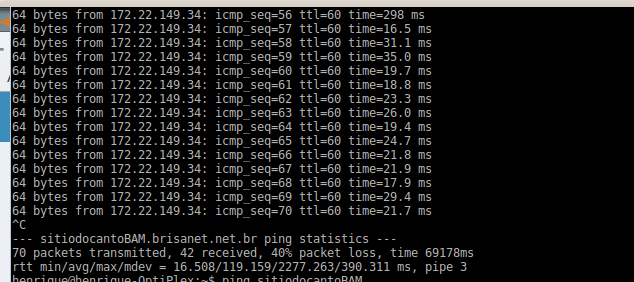 64 bytes from 172.22.149.34: icmp_seq=56 ttl=60 time=298 ms
64 bytes from 172.22.149.34: icmp_seq=57 ttl=60 time=16.5 ms
64 bytes from 172.22.149.34: icmp_seq=58 ttl=60 time=31.1 ms
64 bytes from 172.22.149.34: icmp_seq=59 ttl=60 time=35.0 ms
64 bytes from 172.22.149.34: icmp_seq=60 ttl=60 time=19.7 ms
64 bytes from 172.22.149.34: icmp_seq=61 ttl=60 time=18.8 ms
64 bytes from 172.22.149.34: icmp_seq=62 ttl=60 time=23.3 ms
64 bytes from 172.22.149.34: icmp_seq=63 ttl=60 time=26.0 ms
64 bytes from 172.22.149.34: icmp_seq=64 ttl=60 time=19.4 ms
64 bytes from 172.22.149.34: icmp_seq=65 ttl=60 time=24.7 ms
64 bytes from 172.22.149.34: icmp_seq=66 ttl=60 time=21.8 ms
64 bytes from 172.22.149.34: icmp_seq=67 ttl=60 time=21.9 ms
64 bytes from 172.22.149.34: icmp_seq=68 ttl=60 time=17.9 ms
64 bytes from 172.22.149.34: icmp_seq=69 ttl=60 time=29.4 ms
64 bytes from 172.22.149.34: icmp_seq=70 ttl=60 time=21.7 ms
^C
--- sitiodocantoBAM.brisanet.net.br ping statistics ---
70 packets transmitted, 42 received, 40% packet loss, time 69178ms
rtt min/avg/max/mdev = 16.508/119.159/2277.263/390.311 ms, pipe 3
henrique@henrique-OptiPlex:~$ ping sitiodocantoBAM